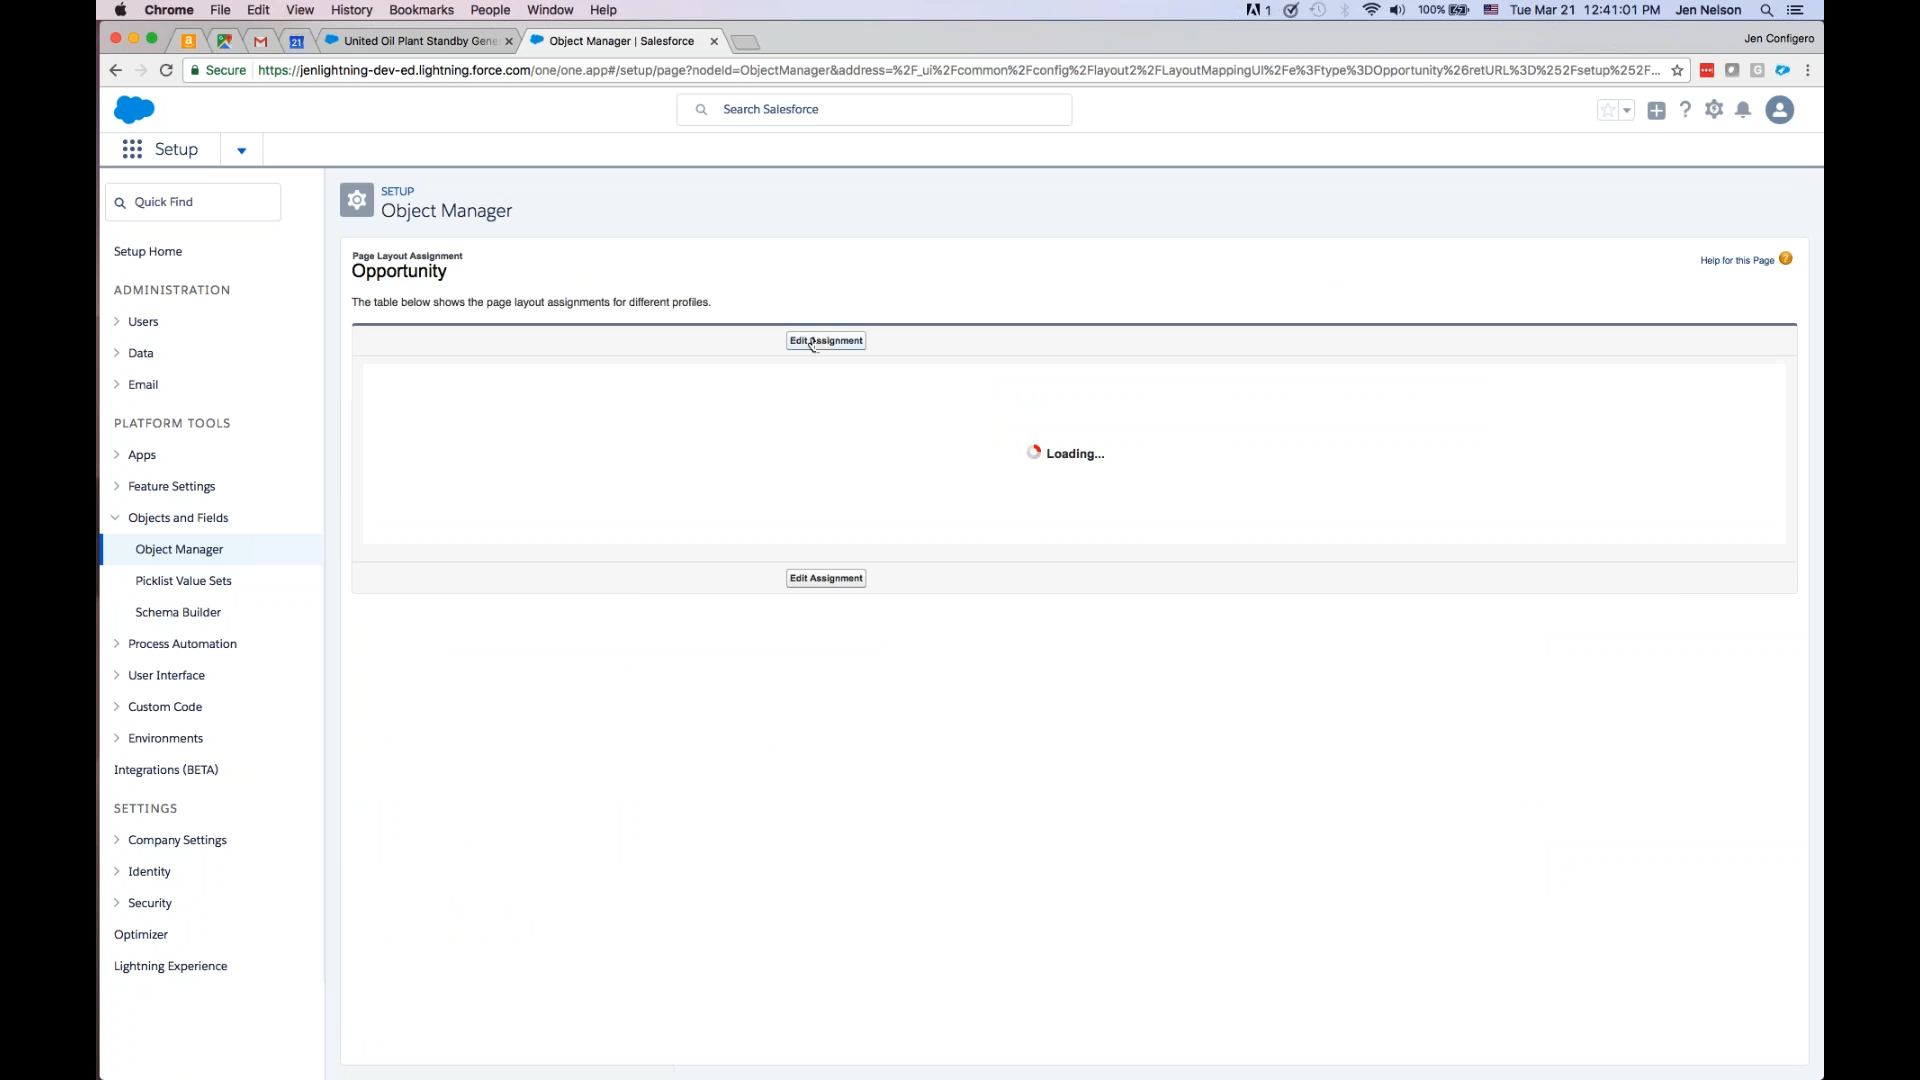 Chrome File Edit View History Bookmarks People Window Help 1 100% Tue Mar 21 12:41:01 PM Jen Nelson
21 United Oil Plant Standby Gene Object Manager | Salesforce Jen Configero
Secure https://jenlightning-dev-ed.lightning.force.com/one/one.app#/setup/page?nodeId=ObjectManager&address=%2F_ui%2Fcommon%2Fconfig%2Flayout2%2FLayoutMappingUI%2Fe%3Ftype%3DOpportunity%26retURL%3D%252Fsetup%252F...
Search Salesforce
Setup
Quick Find
Setup Home
ADMINISTRATION
Users
Data
Email
PLATFORM TOOLS
Apps
Feature Settings
Objects and Fields
Object Manager
Picklist Value Sets
Schema Builder
Process Automation
User Interface
Custom Code
Environments
Integrations (BETA)
SETTINGS
Company Settings
Identity
Security
Optimizer
Lightning Experience
SETUP
Object Manager
Page Layout Assignment
Opportunity
Help for this Page ?
The table below shows the page layout assignments for different profiles.
Edit Assignment
Loading...
Edit Assignment